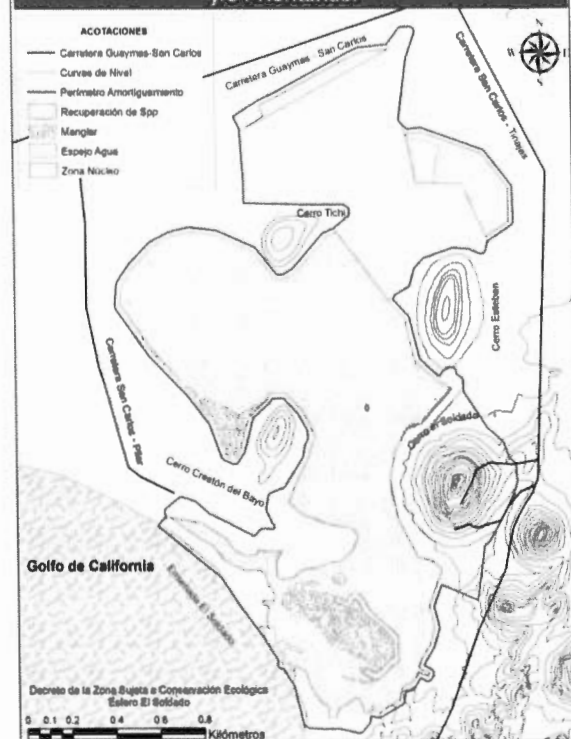 ACOTACIONES
Carretera Guaymas-San Carlos
Curvas de Nivel
Perímetro Amortiguamiento
Recuperación de Spp
Manglar
Espejo Agua
Zona Núcleo
Carretera Guaymas - San Carlos
Carretera San Carlos - Tinajas
N
W
E
S
Cerro Tichi
Cerro Esteban
Carretera San Carlos - Pilar
Cerro el Soldado
Cerro Crestón del Bayo
Golfo de California
Ensenada El Soldado
Decreto de la Zona Sujeta a Conservación Ecológica
Estero El Soldado
0 0.1 0.2 0.4 0.6 0.8
Kilómetros